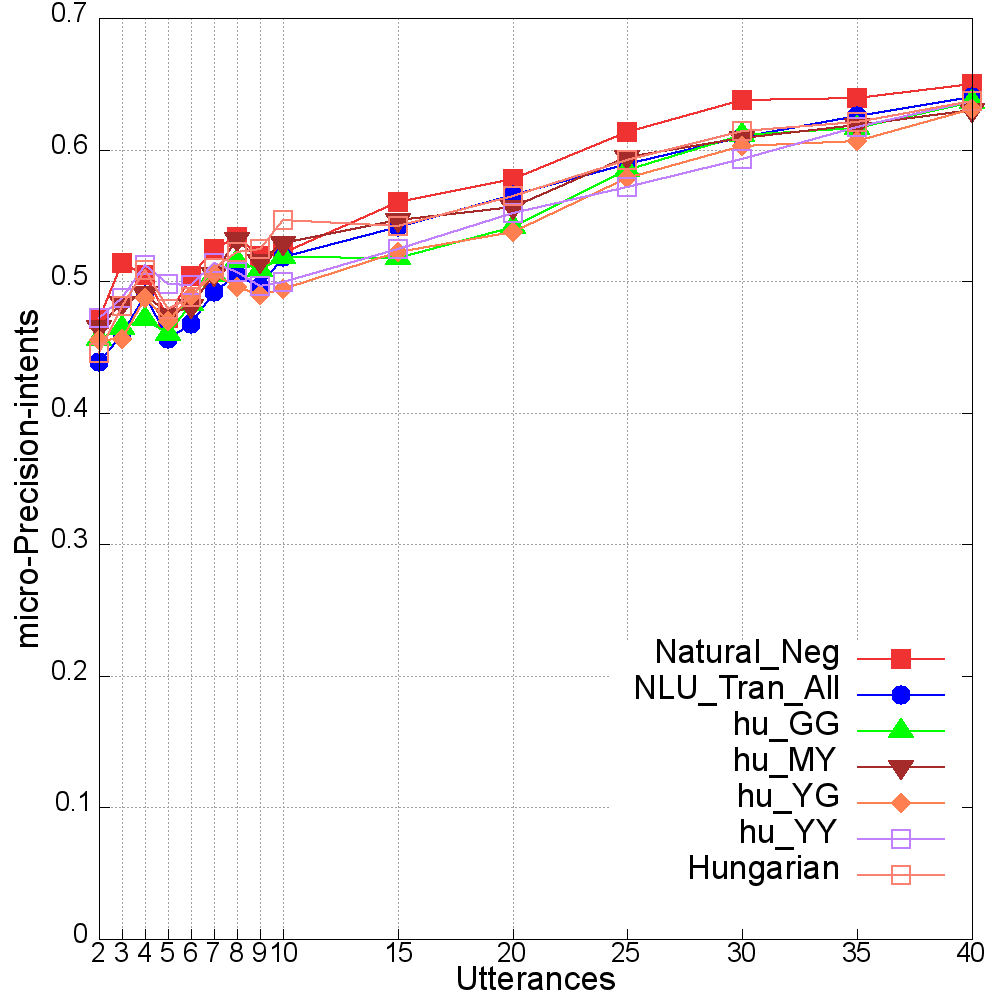 0.7
0.6
0.5
0.4
0.3
0.2
0.1
0
micro-Precision-intents
Natural_Neg
NLU_Tran_All
hu_GG
hu_MY
hu_YG
hu_YY
Hungarian
2 3 4 5 6 7 8 9 10 15 20 25 30 35 40
Utterances